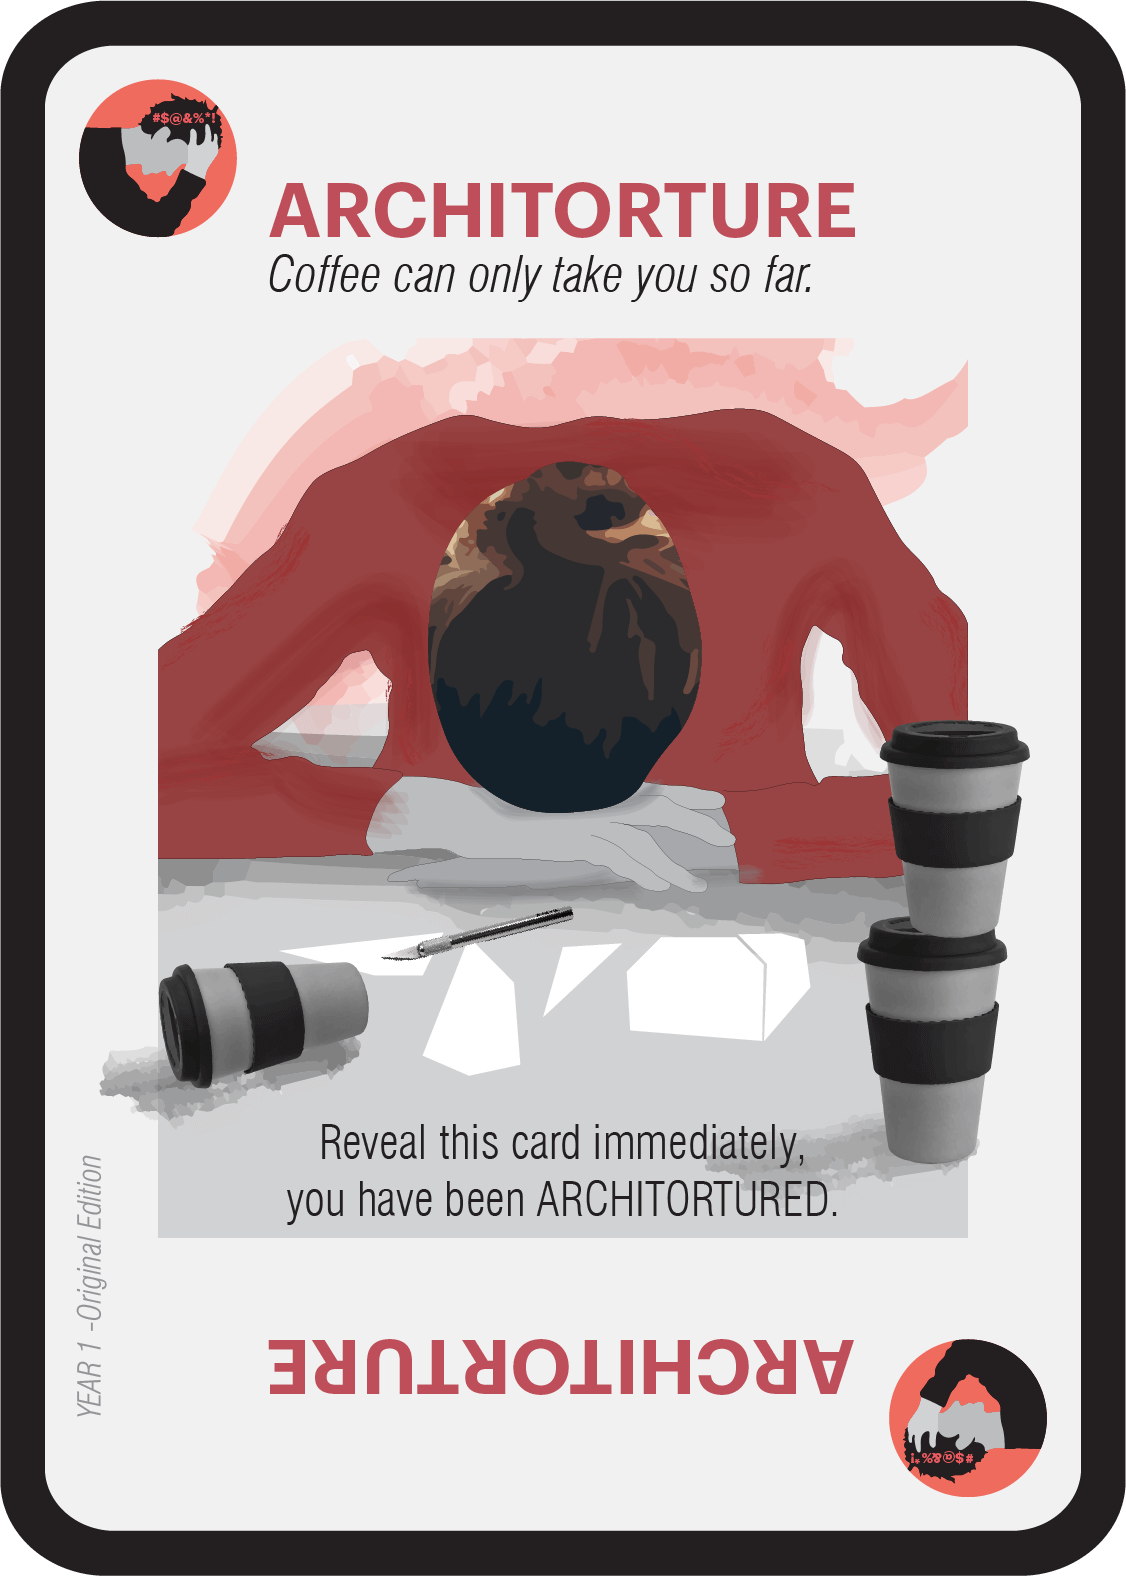 #$@&%*!
ARCHITORTURE
Coffee can only take you so far.
Reveal this card immediately,
you have been ARCHITORTURED.
YEAR 1 -Original Edition
ARCHITORTURE
#$@&%*!